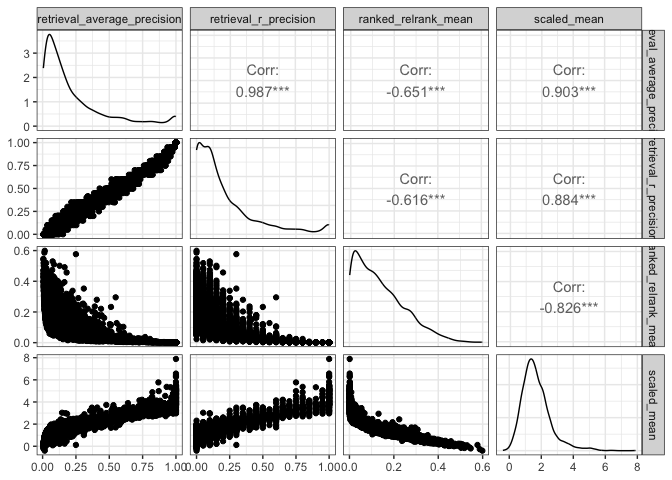 retrieval_average_precision retrieval_r_precision ranked_relrank_mean scaled_mean
3
2
1
0
Corr:
0.987***
Corr:
-0.651***
Corr:
0.903***
eval_average_preci
1.00
0.75
0.50
0.25
0.00
Corr:
-0.616***
Corr:
0.884***
etrieval_r_precision
0.6
0.4
0.2
0.0
Corr:
-0.826***
anked_relrank_mea
8
6
4
2
0
scaled_mean
0.00 0.25 0.50 0.75 1.00 0.00 0.25 0.50 0.75 1.00 0.0 0.2 0.4 0.6 0 2 4 6 8